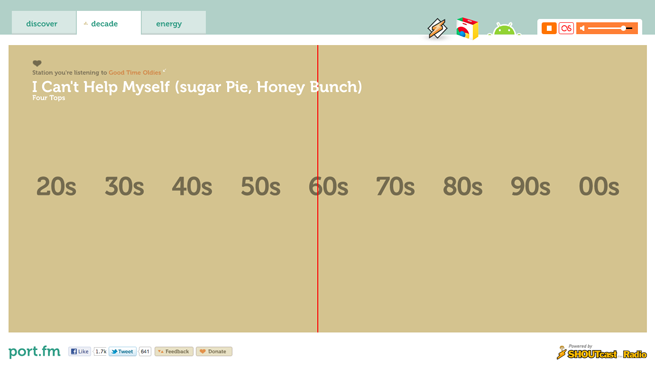 discover
decade
energy
Station you're listening to Good Time Oldies
I Can't Help Myself (sugar Pie, Honey Bunch)
Four Tops
20s 30s 40s 50s 60s 70s 80s 90s 00s
port.fm
Like 1.7k Tweet 641 Feedback Donate
Powered by
SHOUTcast Radio